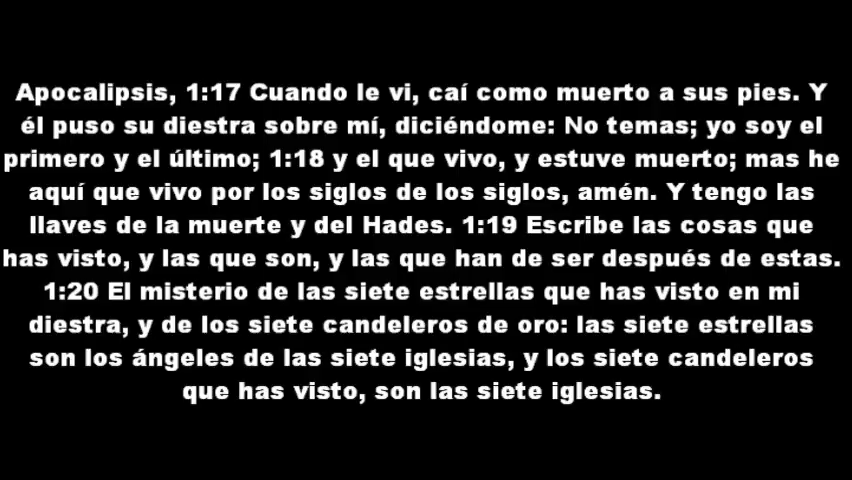 Apocalipsis, 1:17 Cuando le vi, caí como muerto a sus pies. Y
él puso su diestra sobre mí, diciéndome: No temas; yo soy el
primero y el último; 1:18 y el que vivo, y estuve muerto; mas he
aquí que vivo por los siglos de los siglos, amén. Y tengo las
llaves de la muerte y del Hades. 1:19 Escribe las cosas que
has visto, y las que son, y las que han de ser después de estas.
1:20 El misterio de las siete estrellas que has visto en mi
diestra, y de los siete candeleros de oro: las siete estrellas
son los ángeles de las siete iglesias, y los siete candeleros
que has visto, son las siete iglesias.